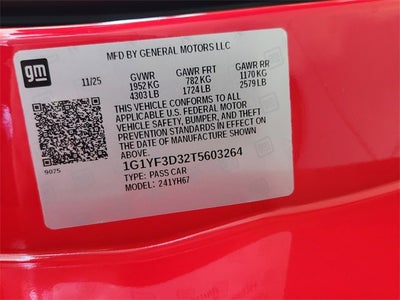 gm
MFD BY GENERAL MOTORS LLC
11/25 GVWR GAWR FRT GAWR RR
1952 KG 782 KG 1170 KG
4303 LB 1724 LB 2579 LB
THIS VEHICLE CONFORMS TO ALL
APPLICABLE U.S. FEDERAL MOTOR
VEHICLE SAFETY, BUMPER, AND THEFT
PREVENTION STANDARDS IN EFFECT ON
THE DATE OF MANUFACTURE SHOWN ABOVE.
1G1YF3D32T5603264
TYPE: PASS CAR
MODEL: 241YH67
9075